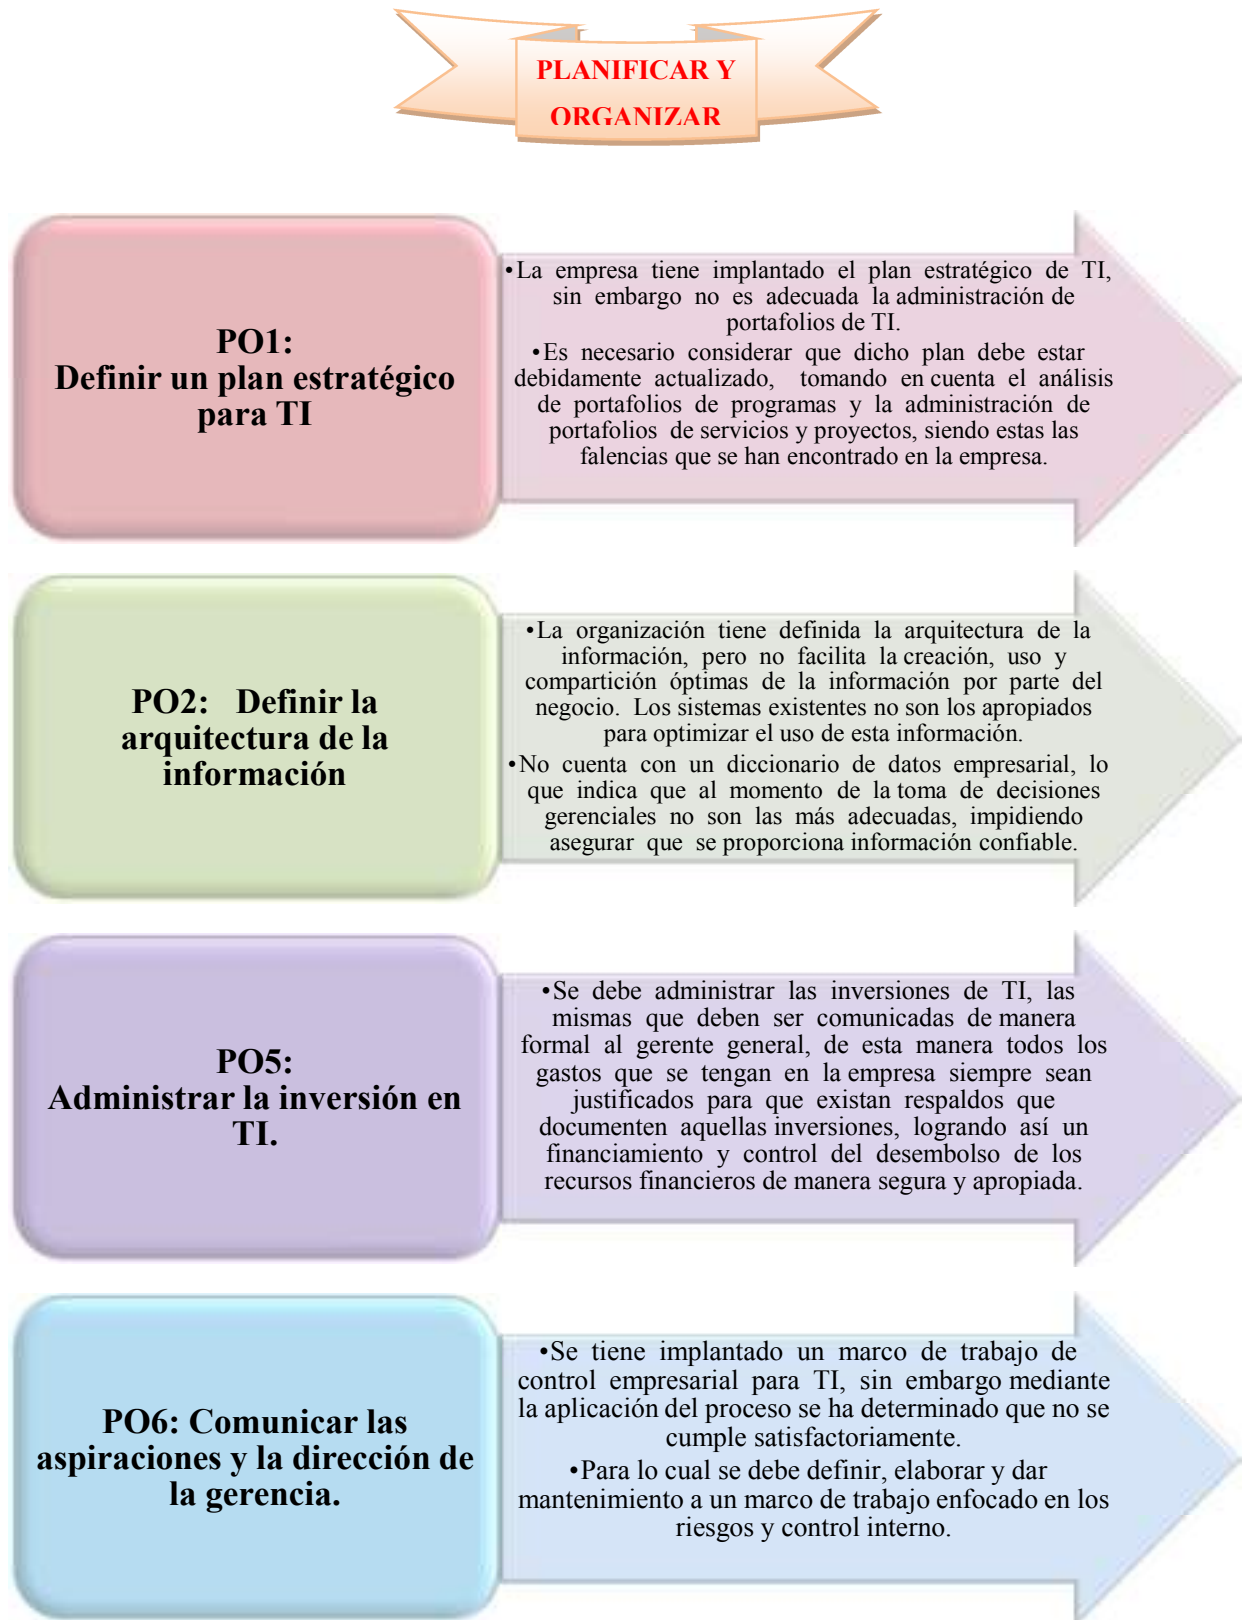 PLANIFICAR Y
ORGANIZAR
PO1:
Definir un plan estratégico
para TI
•La empresa tiene implantado el plan estratégico de TI,
sin embargo no es adecuada la administración de
portafolios de TI.
•Es necesario considerar que dicho plan debe estar
debidamente actualizado, tomando en cuenta el análisis
de portafolios de programas y la administración de
portafolios de servicios y proyectos, siendo estas las
falencias que se han encontrado en la empresa.
PO2: Definir la
arquitectura de la
información
•La organización tiene definida la arquitectura de la
información, pero no facilita la creación, uso y
compartición óptimas de la información por parte del
negocio. Los sistemas existentes no son los apropiados
para optimizar el uso de esta información.
•No cuenta con un diccionario de datos empresarial, lo
que indica que al momento de la toma de decisiones
gerenciales no son las más adecuadas, impidiendo
asegurar que se proporciona información confiable.
PO5:
Administrar la inversión en
TI.
•Se debe administrar las inversiones de TI, las
mismas que deben ser comunicadas de manera
formal al gerente general, de esta manera todos los
gastos que se tengan en la empresa siempre sean
justificados para que existan respaldos que
documenten aquellas inversiones, logrando así un
financiamiento y control del desembolso de los
recursos financieros de manera segura y apropiada.
PO6: Comunicar las
aspiraciones y la dirección de
la gerencia.
•Se tiene implantado un marco de trabajo de
control empresarial para TI, sin embargo mediante
la aplicación del proceso se ha determinado que no se
cumple satisfactoriamente.
•Para lo cual se debe definir, elaborar y dar
mantenimiento a un marco de trabajo enfocado en los
riesgos y control interno.